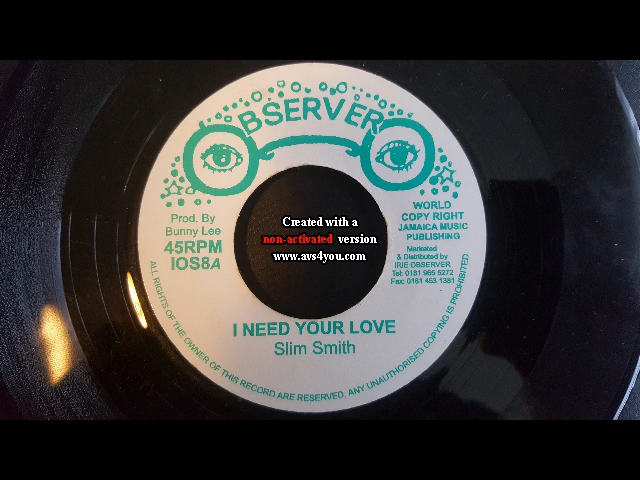 OBSERVER
Prod. By
Bunny Lee
45RPM
IOS8A
WORLD
COPY RIGHT
JAMAICA MUSIC
PUBLISHING
Marketed
& Distributed by
IRIE OBSERVER
Tel: 0181 965 5272
Fax: 0181 453 1381
Created with a
non-activated version
www.avs4you.com
I NEED YOUR LOVE
Slim Smith
ALL RIGHTS OF THE OWNER OF THIS RECORD ARE RESERVED. ANY UNAUTHORISED COPYING IS PROHIBITED